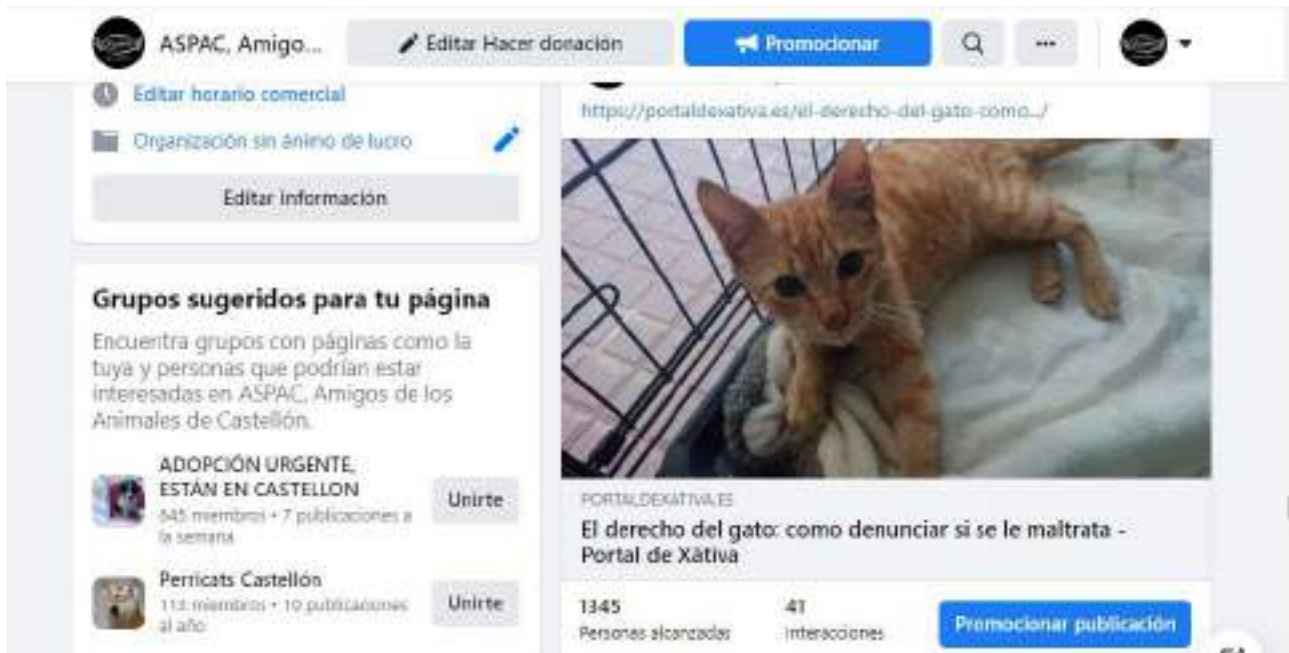 ASPAC, Amigo...
Editar Hacer donación
Promocionar
Editar horario comercial
Organización sin ánimo de lucro
Editar información
Grupos sugeridos para tu página
Encuentra grupos con páginas como la
tuya y personas que podrían estar
interesadas en ASPAC, Amigos de los
Animales de Castellón.
ADOPCIÓN URGENTE,
ESTÁN EN CASTELLON
645 miembros • 7 publicaciones a
la semana
Unirte
Perricats Castellón
113 miembros • 10 publicaciones
al año
Unirte
https://portaldexativa.es/el-derecho-del-gato-como.../
PORTALDEXATIVA.ES
El derecho del gato: como denunciar si se le maltrata -
Portal de Xàtiva
1345
Personas alcanzadas
41
Interacciones
Promocionar publicación